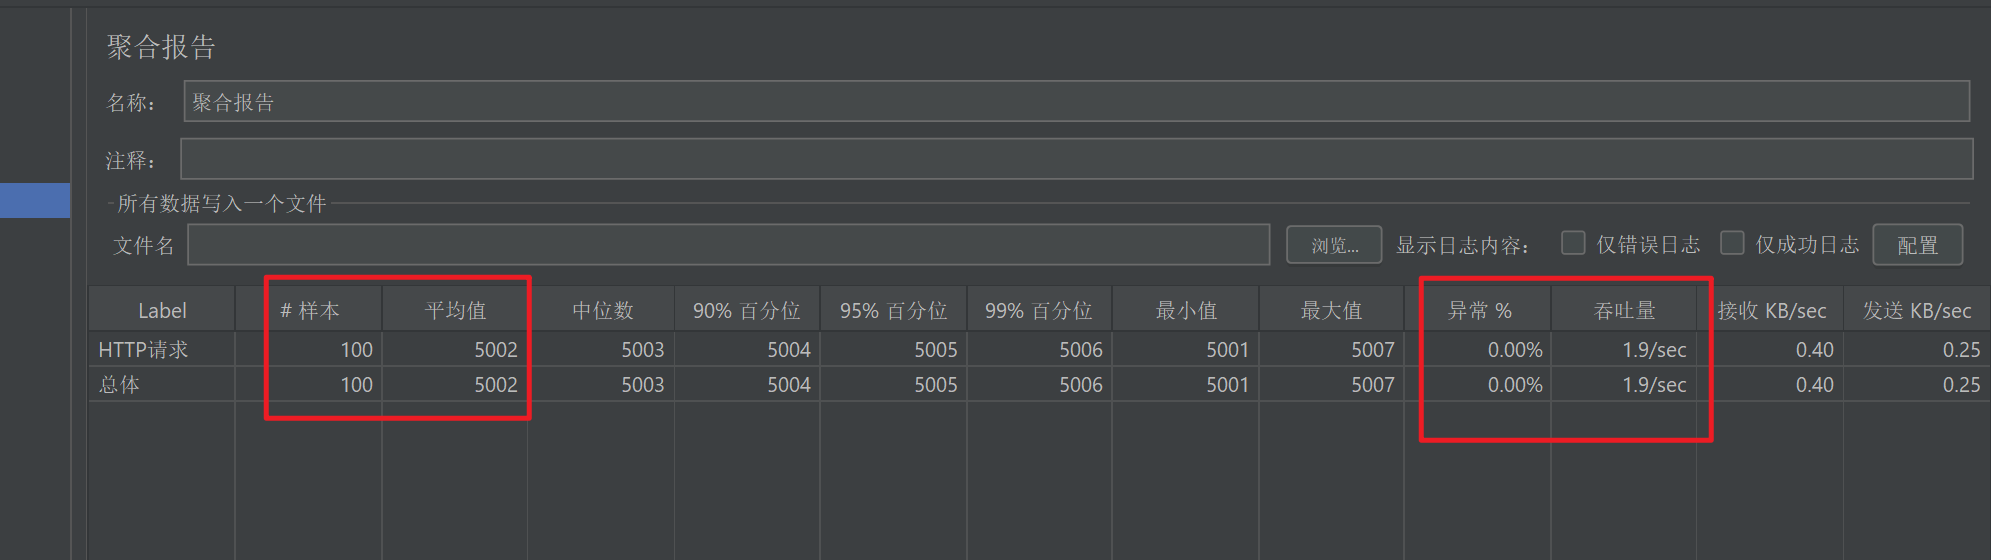 聚合报告
名称： 聚合报告
注释：
所有数据写入一个文件
文件名 浏览... 显示日志内容： 仅错误日志 仅成功日志 配置
Label # 样本 平均值 中位数 90% 百分位 95% 百分位 99% 百分位 最小值 最大值 异常 % 吞吐量 接收 KB/sec 发送 KB/sec
HTTP请求 100 5002 5003 5004 5005 5006 5001 5007 0.00% 1.9/sec 0.40 0.25
总体 100 5002 5003 5004 5005 5006 5001 5007 0.00% 1.9/sec 0.40 0.25